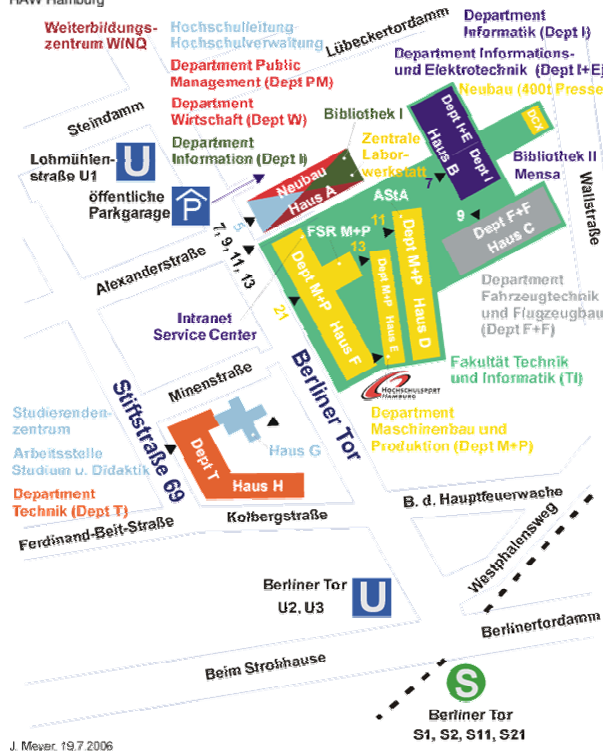 HAW Hamburg
Weiterbildungs-
zentrum WINQ
Hochschulleitung-
Hochschulverwaltung
Department Public
Management (Dept PM)
Department
Wirtschaft (Dept W)
Department
Information (Dept I)
Lübeckertordamm
Department
Informatik (Dept I)
Department Informations-
und Elektrotechnik (Dept I+E)
Neubau (400t Presse)
Bibliothek I
Zentrale
Labor-
werkstatt
Dept I+E
Haus B
Dept I
DCX
Bibliothek II
Mensa
Wallstraße
Steindamm
Lohmühlen-
straße U1
U
öffentliche
Parkgarage
P
Neubau
Haus A
5
7, 9, 11, 13
AStA
7
9
11
13
21
FSR M+P
Dept F+F
Haus C
Alexanderstraße
Dept M+P
Haus F
Dept M+P
Haus E
Dept M+P
Haus D
Department
Fahrzeugtechnik
und Flugzeugbau
(Dept F+F)
Intranet
Service Center
Berliner Tor
HOCHSCHULSPORT
HAMBURG
Fakultät Technik
und Informatik (TI)
Department
Maschinenbau und
Produktion (Dept M+P)
Minenstraße
Stiftstraße 69
Studierenden-
zentrum
Arbeitsstelle
Studium u. Didaktik
Department
Technik (Dept T)
Dept T
Haus G
Haus H
Kolbergstraße
Ferdinand-Beit-Straße
B. d. Hauptfeuerwache
Westphalensweg
Berliner Tor
U2, U3
U
Berlinertordamm
Beim Strohhause
S
Berliner Tor
S1, S2, S11, S21
J. Meyer, 19.7.2006